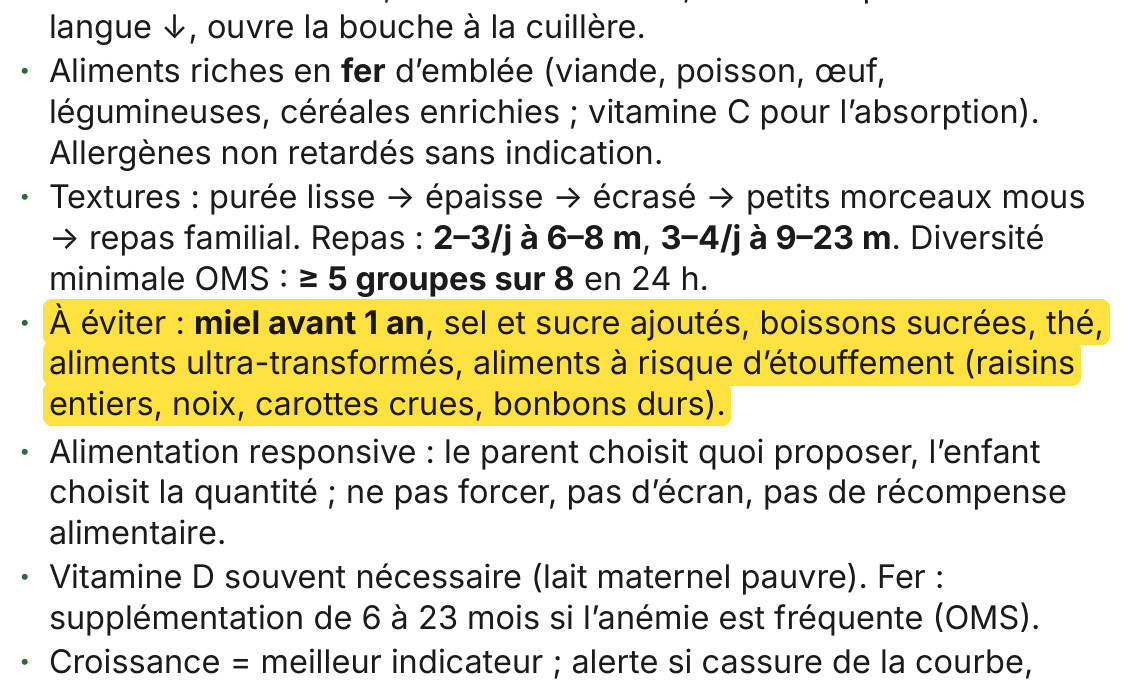 langue ↓, ouvre la bouche à la cuillère.
• Aliments riches en fer d’emblée (viande, poisson, œuf,
légumineuses, céréales enrichies ; vitamine C pour l’absorption).
Allergènes non retardés sans indication.
• Textures : purée lisse → épaisse → écrasé → petits morceaux mous
→ repas familial. Repas : 2–3/j à 6–8 m, 3–4/j à 9–23 m. Diversité
minimale OMS : ≥ 5 groupes sur 8 en 24 h.
• À éviter : miel avant 1 an, sel et sucre ajoutés, boissons sucrées, thé,
aliments ultra-transformés, aliments à risque d’étouffement (raisins
entiers, noix, carottes crues, bonbons durs).
• Alimentation responsive : le parent choisit quoi proposer, l’enfant
choisit la quantité ; ne pas forcer, pas d’écran, pas de récompense
alimentaire.
• Vitamine D souvent nécessaire (lait maternel pauvre). Fer :
supplémentation de 6 à 23 mois si l’anémie est fréquente (OMS).
• Croissance = meilleur indicateur ; alerte si cassure de la courbe,